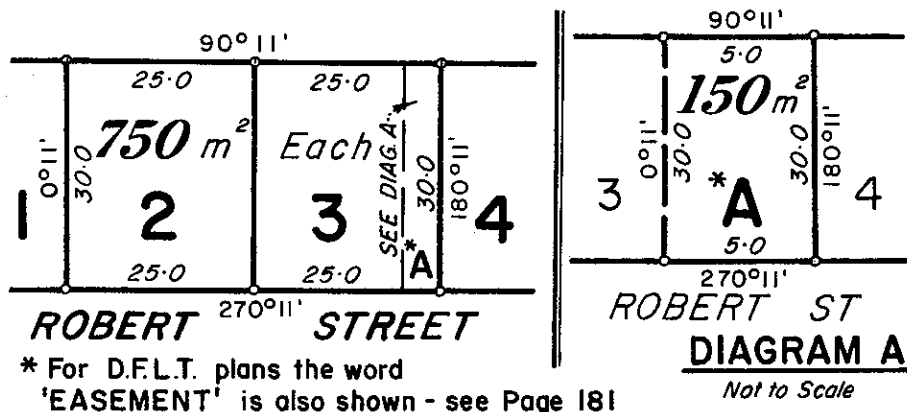 90°11'
25.0 25.0
750 m² Each
0°11' 30.0 SEE DIAG. A 30.0 180°11'
1 2 3 *A 4
25.0 25.0
270°11'
ROBERT STREET
* For D.F.L.T. plans the word
'EASEMENT' is also shown - see Page 181
90°11'
5.0
150 m²
0°11' 30.0 30.0 180°11'
3 *A 4
5.0
270°11'
ROBERT ST
DIAGRAM A
Not to Scale